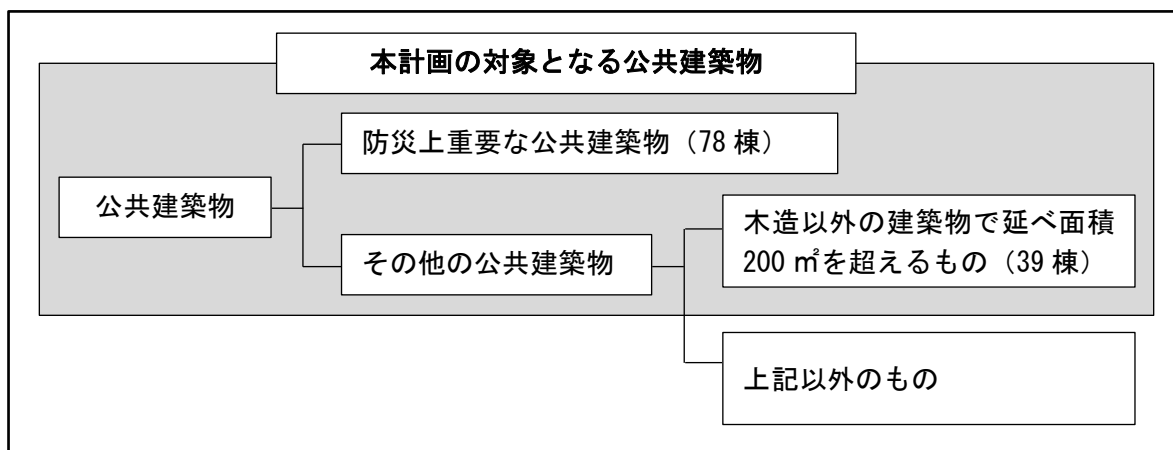 本計画の対象となる公共建築物
防災上重要な公共建築物（78 棟）
公共建築物
その他の公共建築物
木造以外の建築物で延べ面積
200 ㎡を超えるもの（39 棟）
上記以外のもの